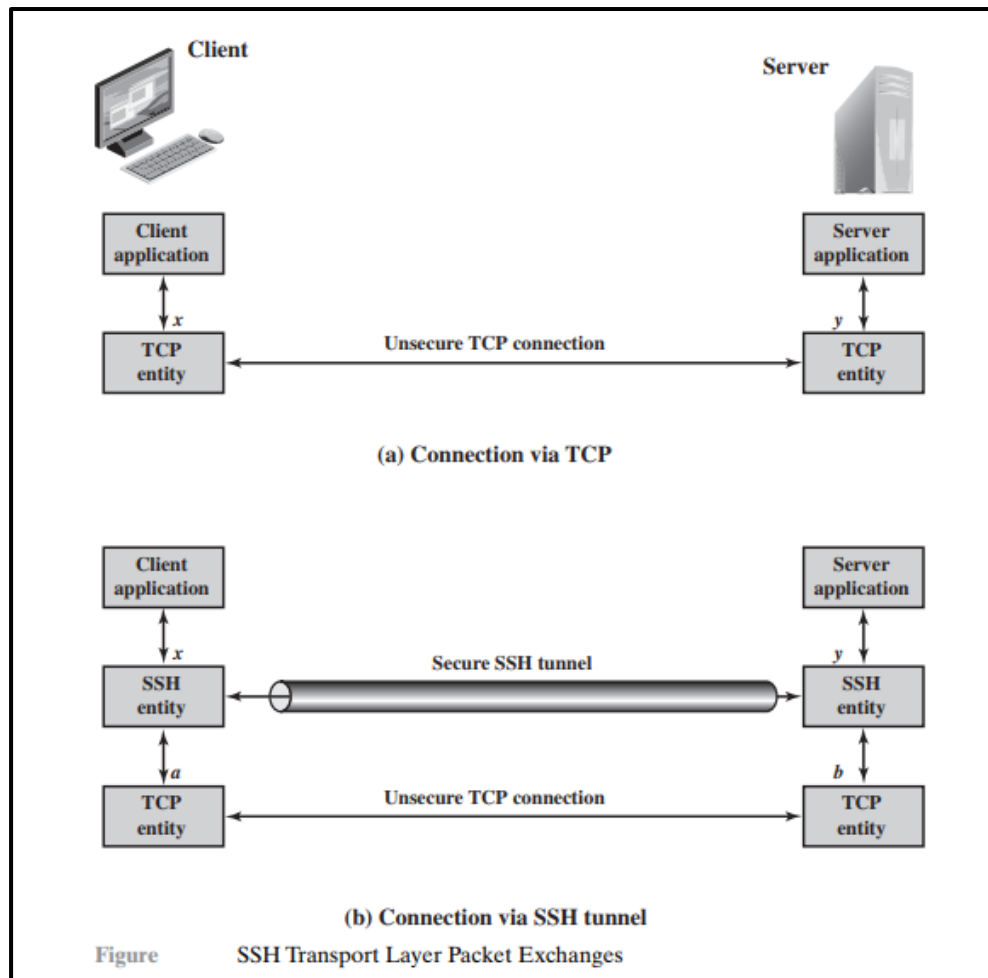 Client
Server
Client
application
Server
application
x
y
TCP
entity
Unsecure TCP connection
TCP
entity
(a) Connection via TCP
Client
application
Server
application
x
y
SSH
entity
Secure SSH tunnel
SSH
entity
a
b
TCP
entity
Unsecure TCP connection
TCP
entity
(b) Connection via SSH tunnel
Figure SSH Transport Layer Packet Exchanges